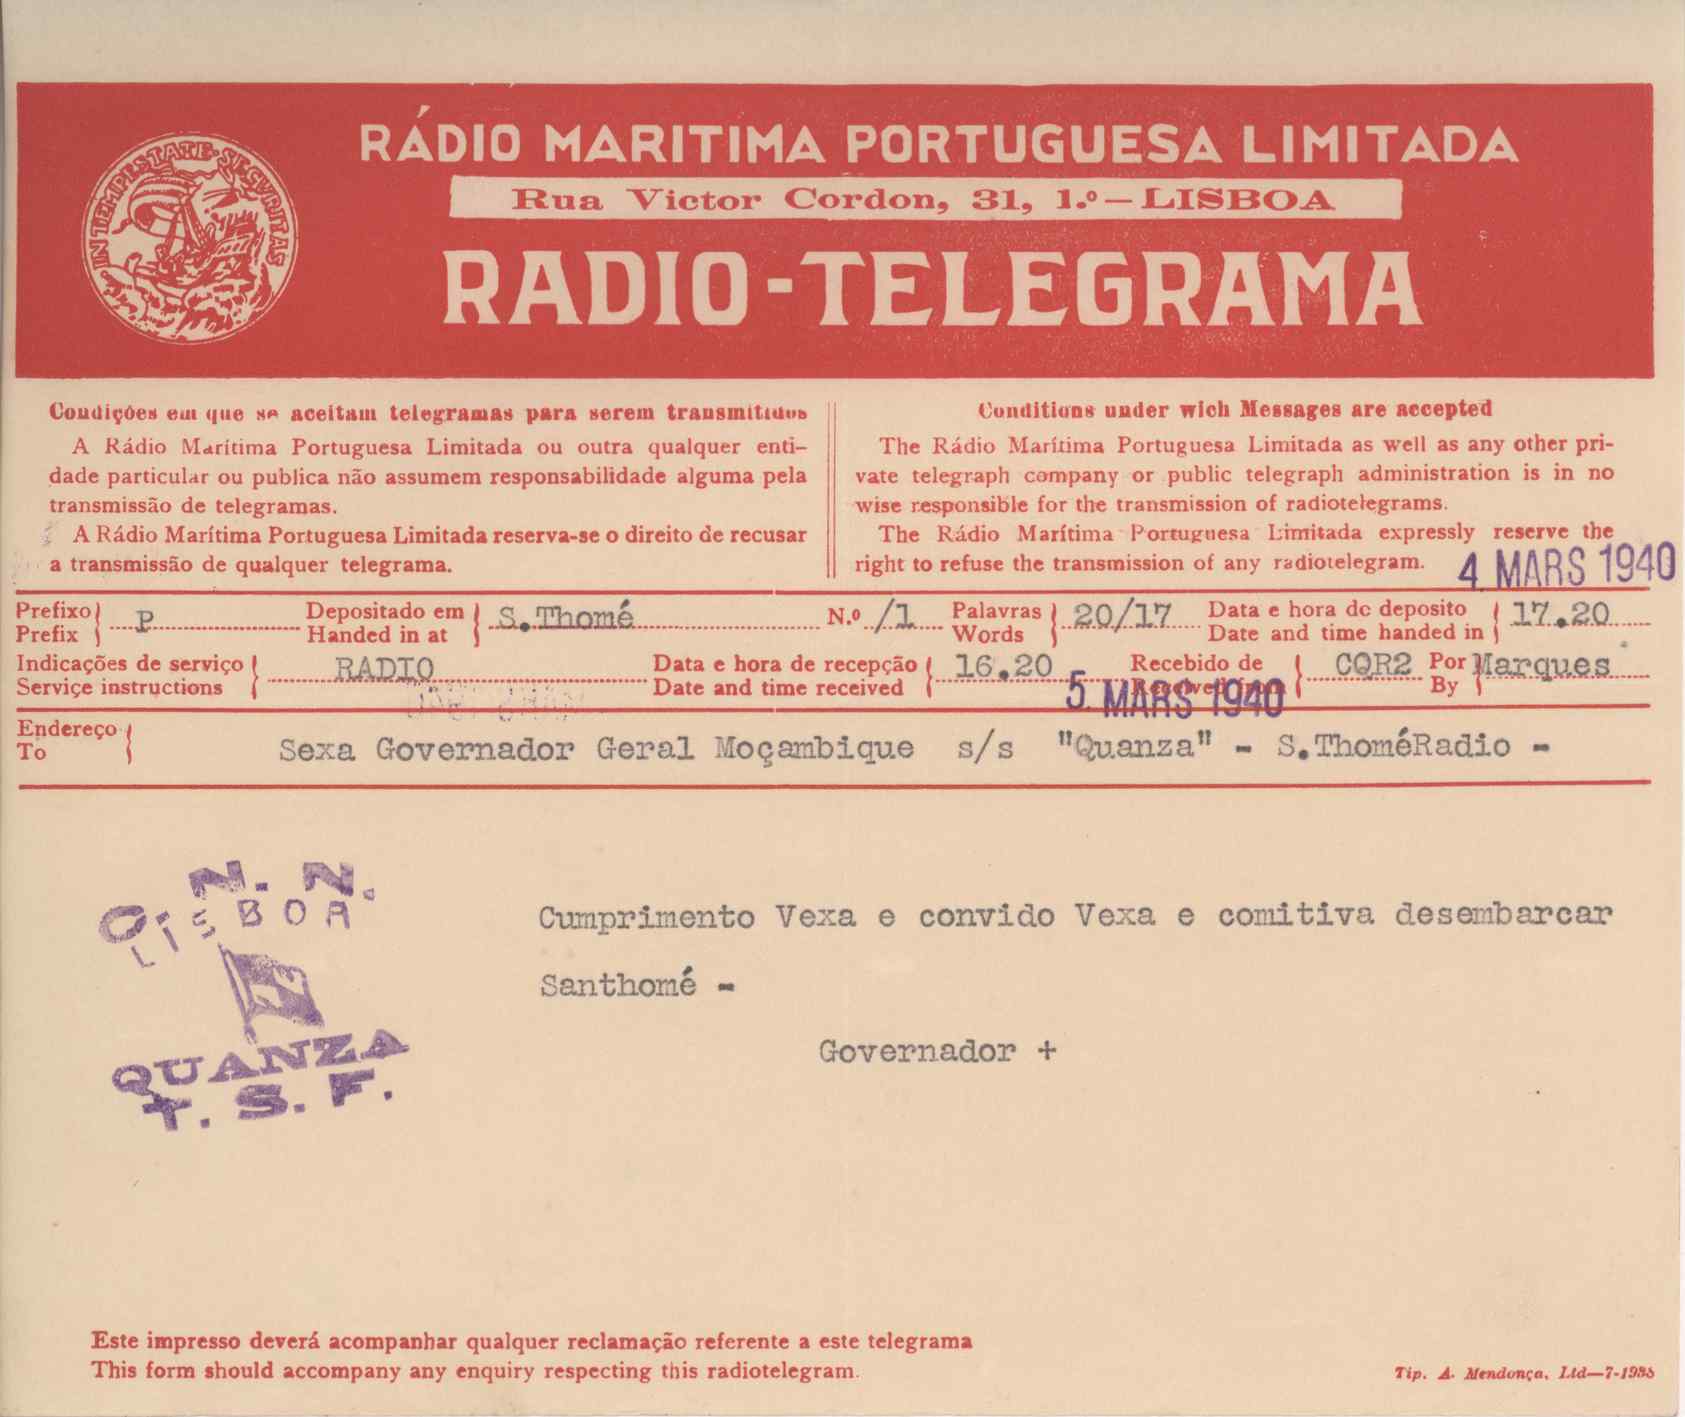 IN TEMPESTATE SECVRITAS
RÁDIO MARITIMA PORTUGUESA LIMITADA
Rua Victor Cordon, 31, 1.º—LISBOA
RADIO-TELEGRAMA
Condições em que se aceitam telegramas para serem transmitidos
A Rádio Marítima Portuguesa Limitada ou outra qualquer enti-
dade particular ou publica não assumem responsabilidade alguma pela
transmissão de telegramas.
A Rádio Marítima Portuguesa Limitada reserva-se o direito de recusar
a transmissão de qualquer telegrama.
Conditions under wich Messages are accepted
The Rádio Marítima Portuguesa Limitada as well as any other pri-
vate telegraph company or public telegraph administration is in no
wise responsible for the transmission of radiotelegrams.
The Rádio Marítima Portuguesa Limitada expressly reserve the
right to refuse the transmission of any radiotelegram.
4 MARS 1940
Prefixo P Depositado em S.Thomé N.º /1 Palavras 20/17 Data e hora de deposito 17.20
Prefix Handed in at Words Date and time handed in
Indicações de serviço RADIO Data e hora de recepção 16.20 Recebido de CQR2 Por Marques
Service instructions Date and time received Received from By
5 MARS 1940
Endereço
To
Sexa Governador Geral Moçambique s/s "Quanza" - S.ThoméRadio -
C. N. N.
LISBOA
QUANZA
T. S. F.
Cumprimento Vexa e convido Vexa e comitiva desembarcar
Santhomé -
Governador +
Este impresso deverá acompanhar qualquer reclamação referente a este telegrama
This form should accompany any enquiry respecting this radiotelegram.
Tip. A. Mendonça, Ltd—7-1938